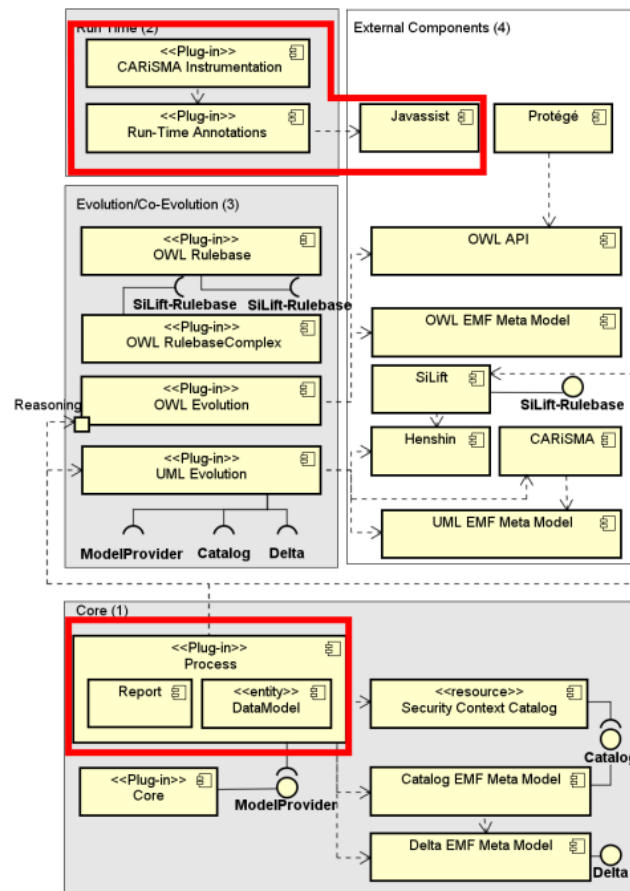 Run-Time (2)
<<Plug-in>>
CARiSMA Instrumentation
<<Plug-in>>
Run-Time Annotations
External Components (4)
Javassist
Protégé
Evolution/Co-Evolution (3)
<<Plug-in>>
OWL Rulebase
SiLift-Rulebase
SiLift-Rulebase
<<Plug-in>>
OWL RulebaseComplex
<<Plug-in>>
OWL Evolution
Reasoning
<<Plug-in>>
UML Evolution
ModelProvider
Catalog
Delta
OWL API
OWL EMF Meta Model
SiLift
SiLift-Rulebase
Henshin
CARiSMA
UML EMF Meta Model
Core (1)
<<Plug-in>>
Process
Report
<<entity>>
DataModel
<<Plug-in>>
Core
ModelProvider
<<resource>>
Security Context Catalog
Catalog
Catalog EMF Meta Model
Delta EMF Meta Model
Delta